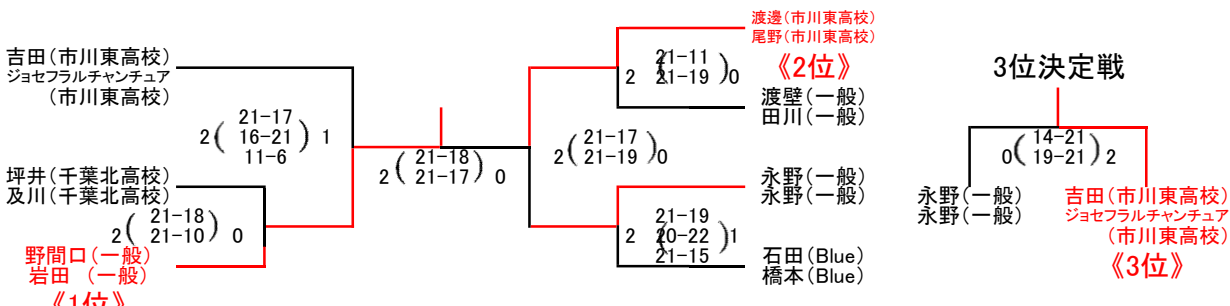 吉田(市川東高校)
ジョセフラルチャンチュア
(市川東高校)
2( 21-17 ) 1
16-21
11-6
坪井(千葉北高校)
及川(千葉北高校)
2( 21-18 ) 0
21-10
野間口(一般)
岩田 (一般)
《1位》
2( 21-18 ) 0
21-17
渡邊(市川東高校)
尾野(市川東高校)
《2位》
2( 21-11 )0
21-19
渡壁(一般)
田川(一般)
2( 21-17 )0
21-19
永野(一般)
永野(一般)
2( 21-19 )1
20-22
21-15
石田(Blue)
橋本(Blue)
3位決定戦
0( 14-21 ) 2
19-21
永野(一般)
永野(一般)
吉田(市川東高校)
ジョセフラルチャンチュア
(市川東高校)
《3位》